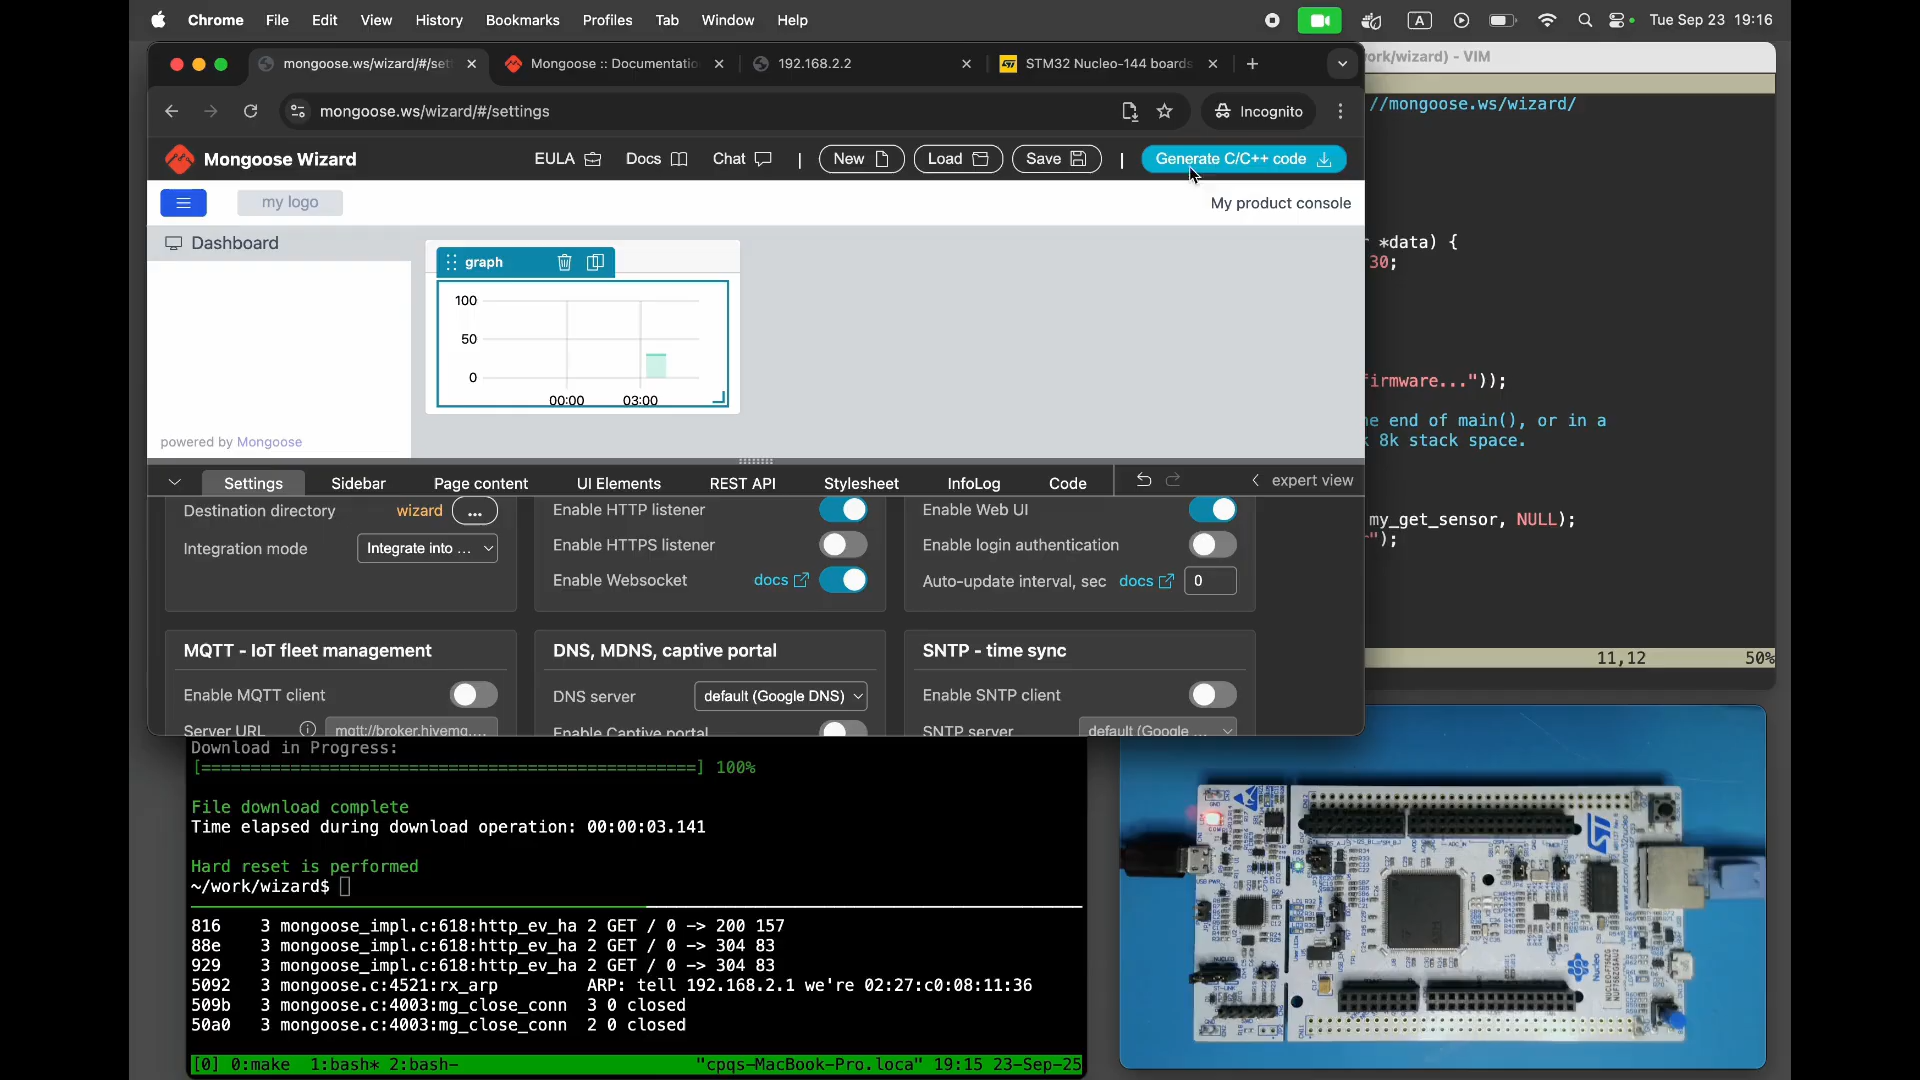 Chrome File Edit View History Bookmarks Profiles Tab Window Help
A
Tue Sep 23 19:16
mongoose.ws/wizard/#/set
Mongoose :: Documentatio
192.168.2.2
STM32 Nucleo-144 boards
ork/wizard) - VIM
mongoose.ws/wizard/#/settings
Incognito
Mongoose Wizard
EULA
Docs
Chat
|
New
Load
Save
|
Generate C/C++ code
my logo
My product console
Dashboard
graph
100
50
0
00:00 03:00
powered by Mongoose
Settings
Sidebar
Page content
UI Elements
REST API
Stylesheet
InfoLog
Code
expert view
Destination directory wizard ...
Integration mode Integrate into ...
Enable HTTP listener
Enable HTTPS listener
Enable Websocket docs
Enable Web UI
Enable login authentication
Auto-update interval, sec docs 0
MQTT - IoT fleet management
Enable MQTT client
Server URL mqtt://broker.hivemq....
DNS, MDNS, captive portal
DNS server default (Google DNS)
Enable Captive portal
SNTP - time sync
Enable SNTP client
SNTP server default (Google ...
//mongoose.ws/wizard/
*data) {
30;
firmware..."));
e end of main(), or in a
8k stack space.
my_get_sensor, NULL);
");
11,12 50%
Download in Progress:
[==================================================] 100%
File download complete
Time elapsed during download operation: 00:00:03.141
Hard reset is performed
~/work/wizard$
816 3 mongoose_impl.c:618:http_ev_ha 2 GET / 0 -> 200 157
88e 3 mongoose_impl.c:618:http_ev_ha 2 GET / 0 -> 304 83
929 3 mongoose_impl.c:618:http_ev_ha 2 GET / 0 -> 304 83
5092 3 mongoose.c:4521:rx_arp ARP: tell 192.168.2.1 we're 02:27:c0:08:11:36
509b 3 mongoose.c:4003:mg_close_conn 3 0 closed
50a0 3 mongoose.c:4003:mg_close_conn 2 0 closed
[0] 0:make 1:bash* 2:bash- "cpqs-MacBook-Pro.loca" 19:15 23-Sep-25